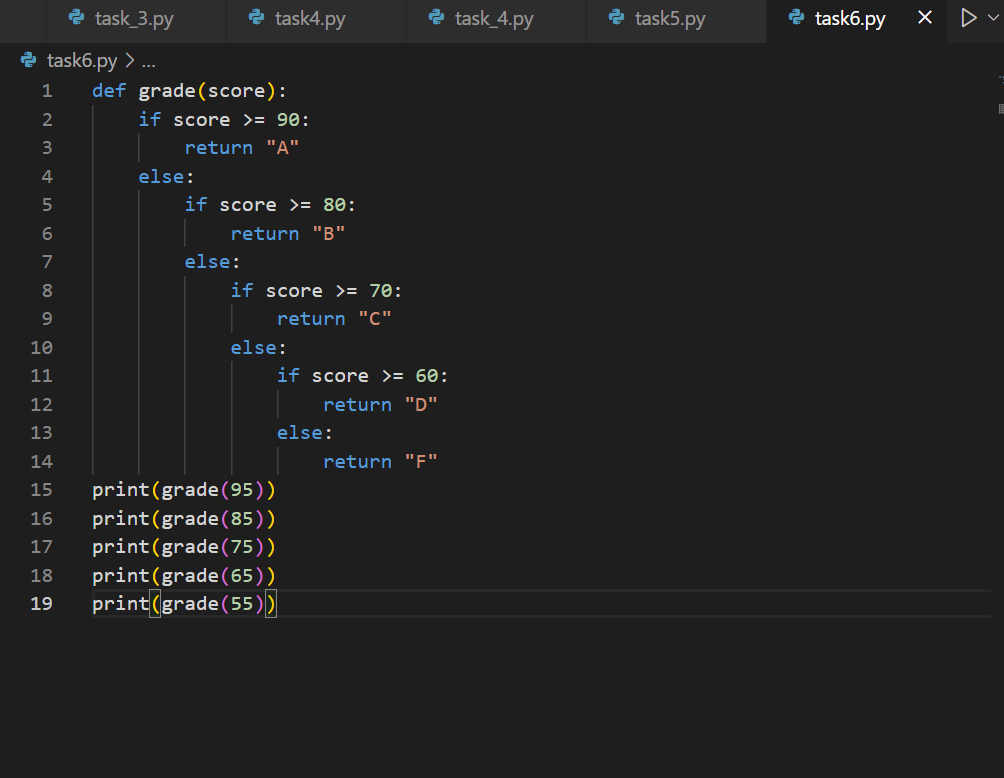 task_3.py task4.py task_4.py task5.py task6.py
task6.py > ...
1 def grade(score):
2     if score >= 90:
3         return "A"
4     else:
5         if score >= 80:
6             return "B"
7         else:
8             if score >= 70:
9                 return "C"
10             else:
11                 if score >= 60:
12                     return "D"
13                 else:
14                     return "F"
15 print(grade(95))
16 print(grade(85))
17 print(grade(75))
18 print(grade(65))
19 print(grade(55))